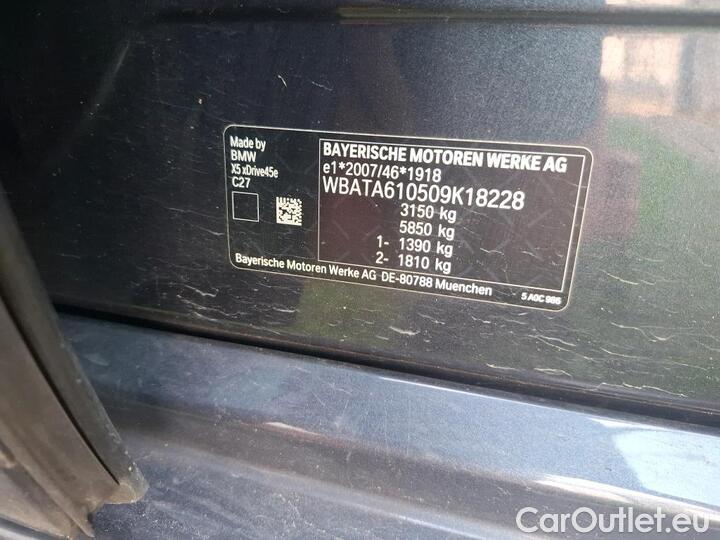 Made by
BMW
X5 xDrive45e
C27
BAYERISCHE MOTOREN WERKE AG
e1*2007/46*1918
WBATA610509K18228
3150 kg
5850 kg
1- 1390 kg
2- 1810 kg
Bayerische Motoren Werke AG DE-80788 Muenchen
5 A0C 986
CarOutlet.eu